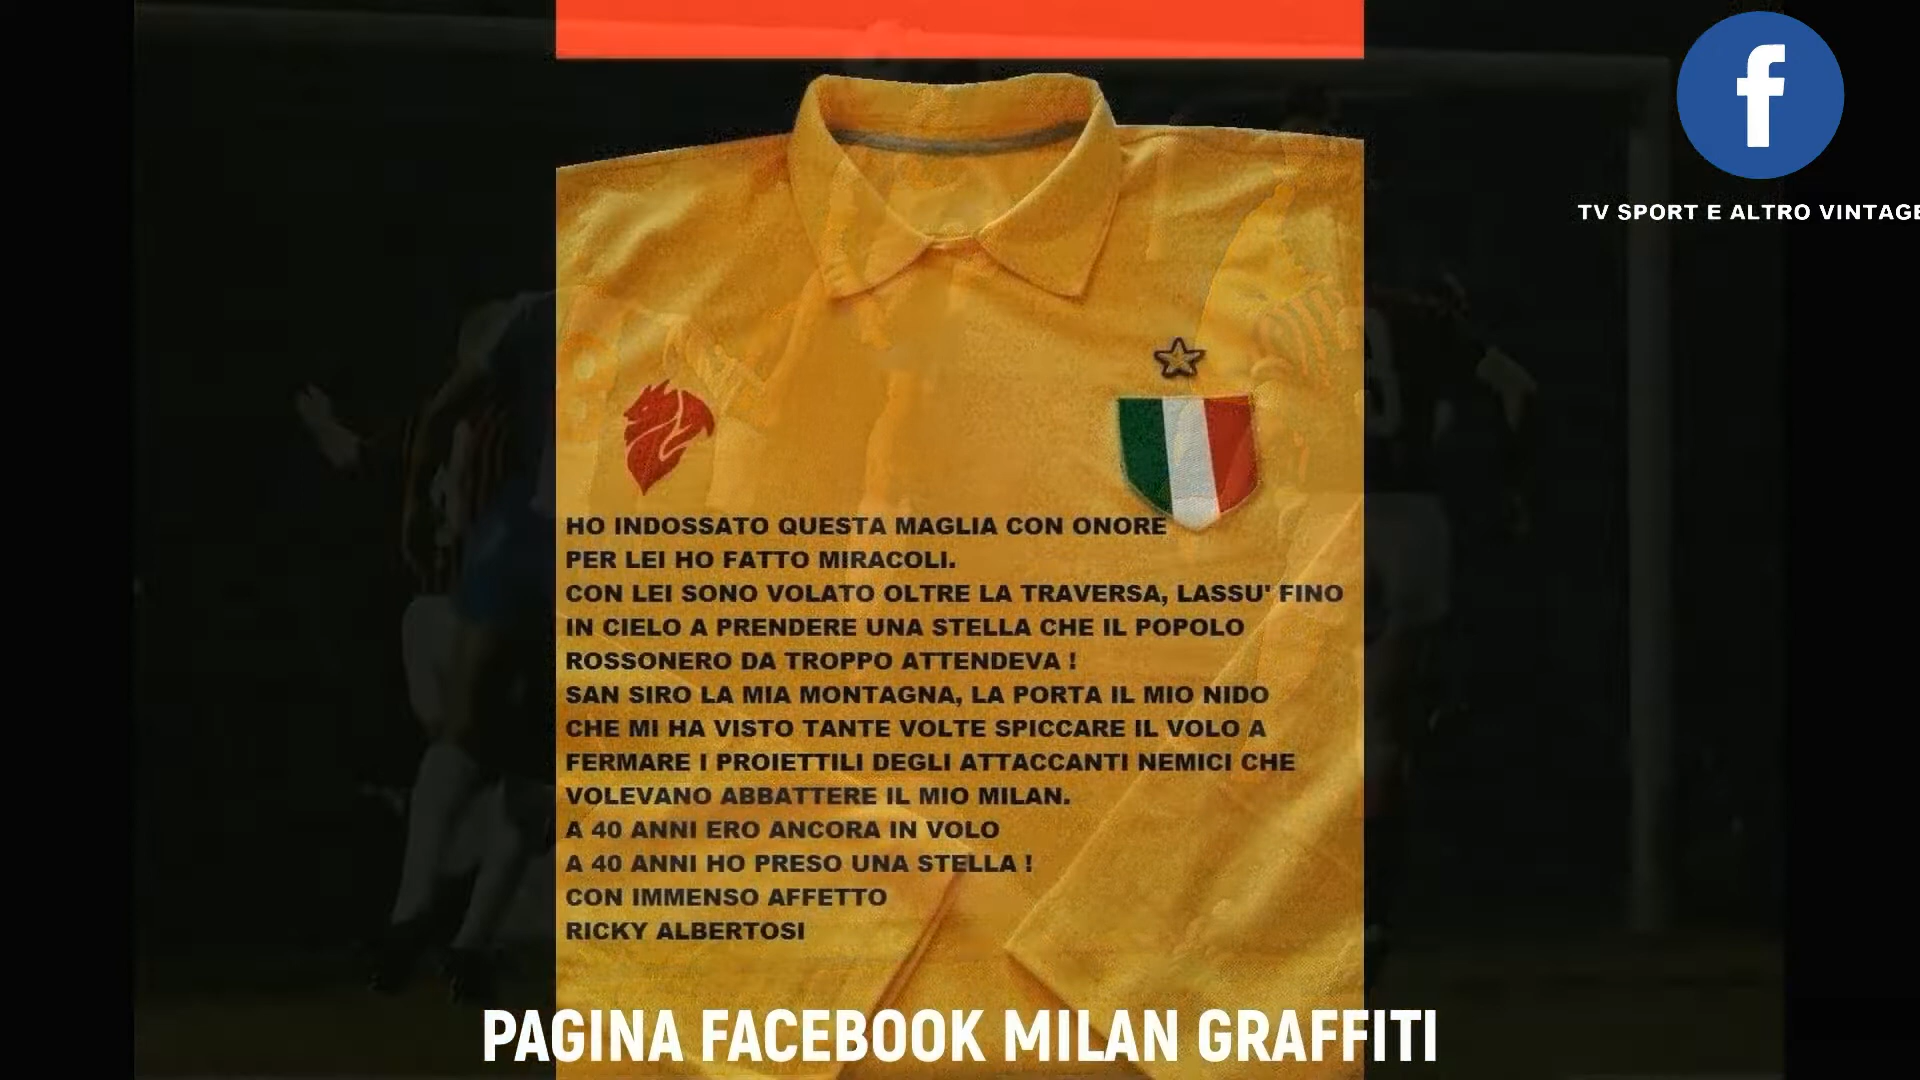 TV SPORT E ALTRO VINTAGE
HO INDOSSATO QUESTA MAGLIA CON ONORE
PER LEI HO FATTO MIRACOLI.
CON LEI SONO VOLATO OLTRE LA TRAVERSA, LASSU' FINO
IN CIELO A PRENDERE UNA STELLA CHE IL POPOLO
ROSSONERO DA TROPPO ATTENDEVA !
SAN SIRO LA MIA MONTAGNA, LA PORTA IL MIO NIDO
CHE MI HA VISTO TANTE VOLTE SPICCARE IL VOLO A
FERMARE I PROIETTILI DEGLI ATTACCANTI NEMICI CHE
VOLEVANO ABBATTERE IL MIO MILAN.
A 40 ANNI ERO ANCORA IN VOLO
A 40 ANNI HO PRESO UNA STELLA !
CON IMMENSO AFFETTO
RICKY ALBERTOSI
PAGINA FACEBOOK MILAN GRAFFITI